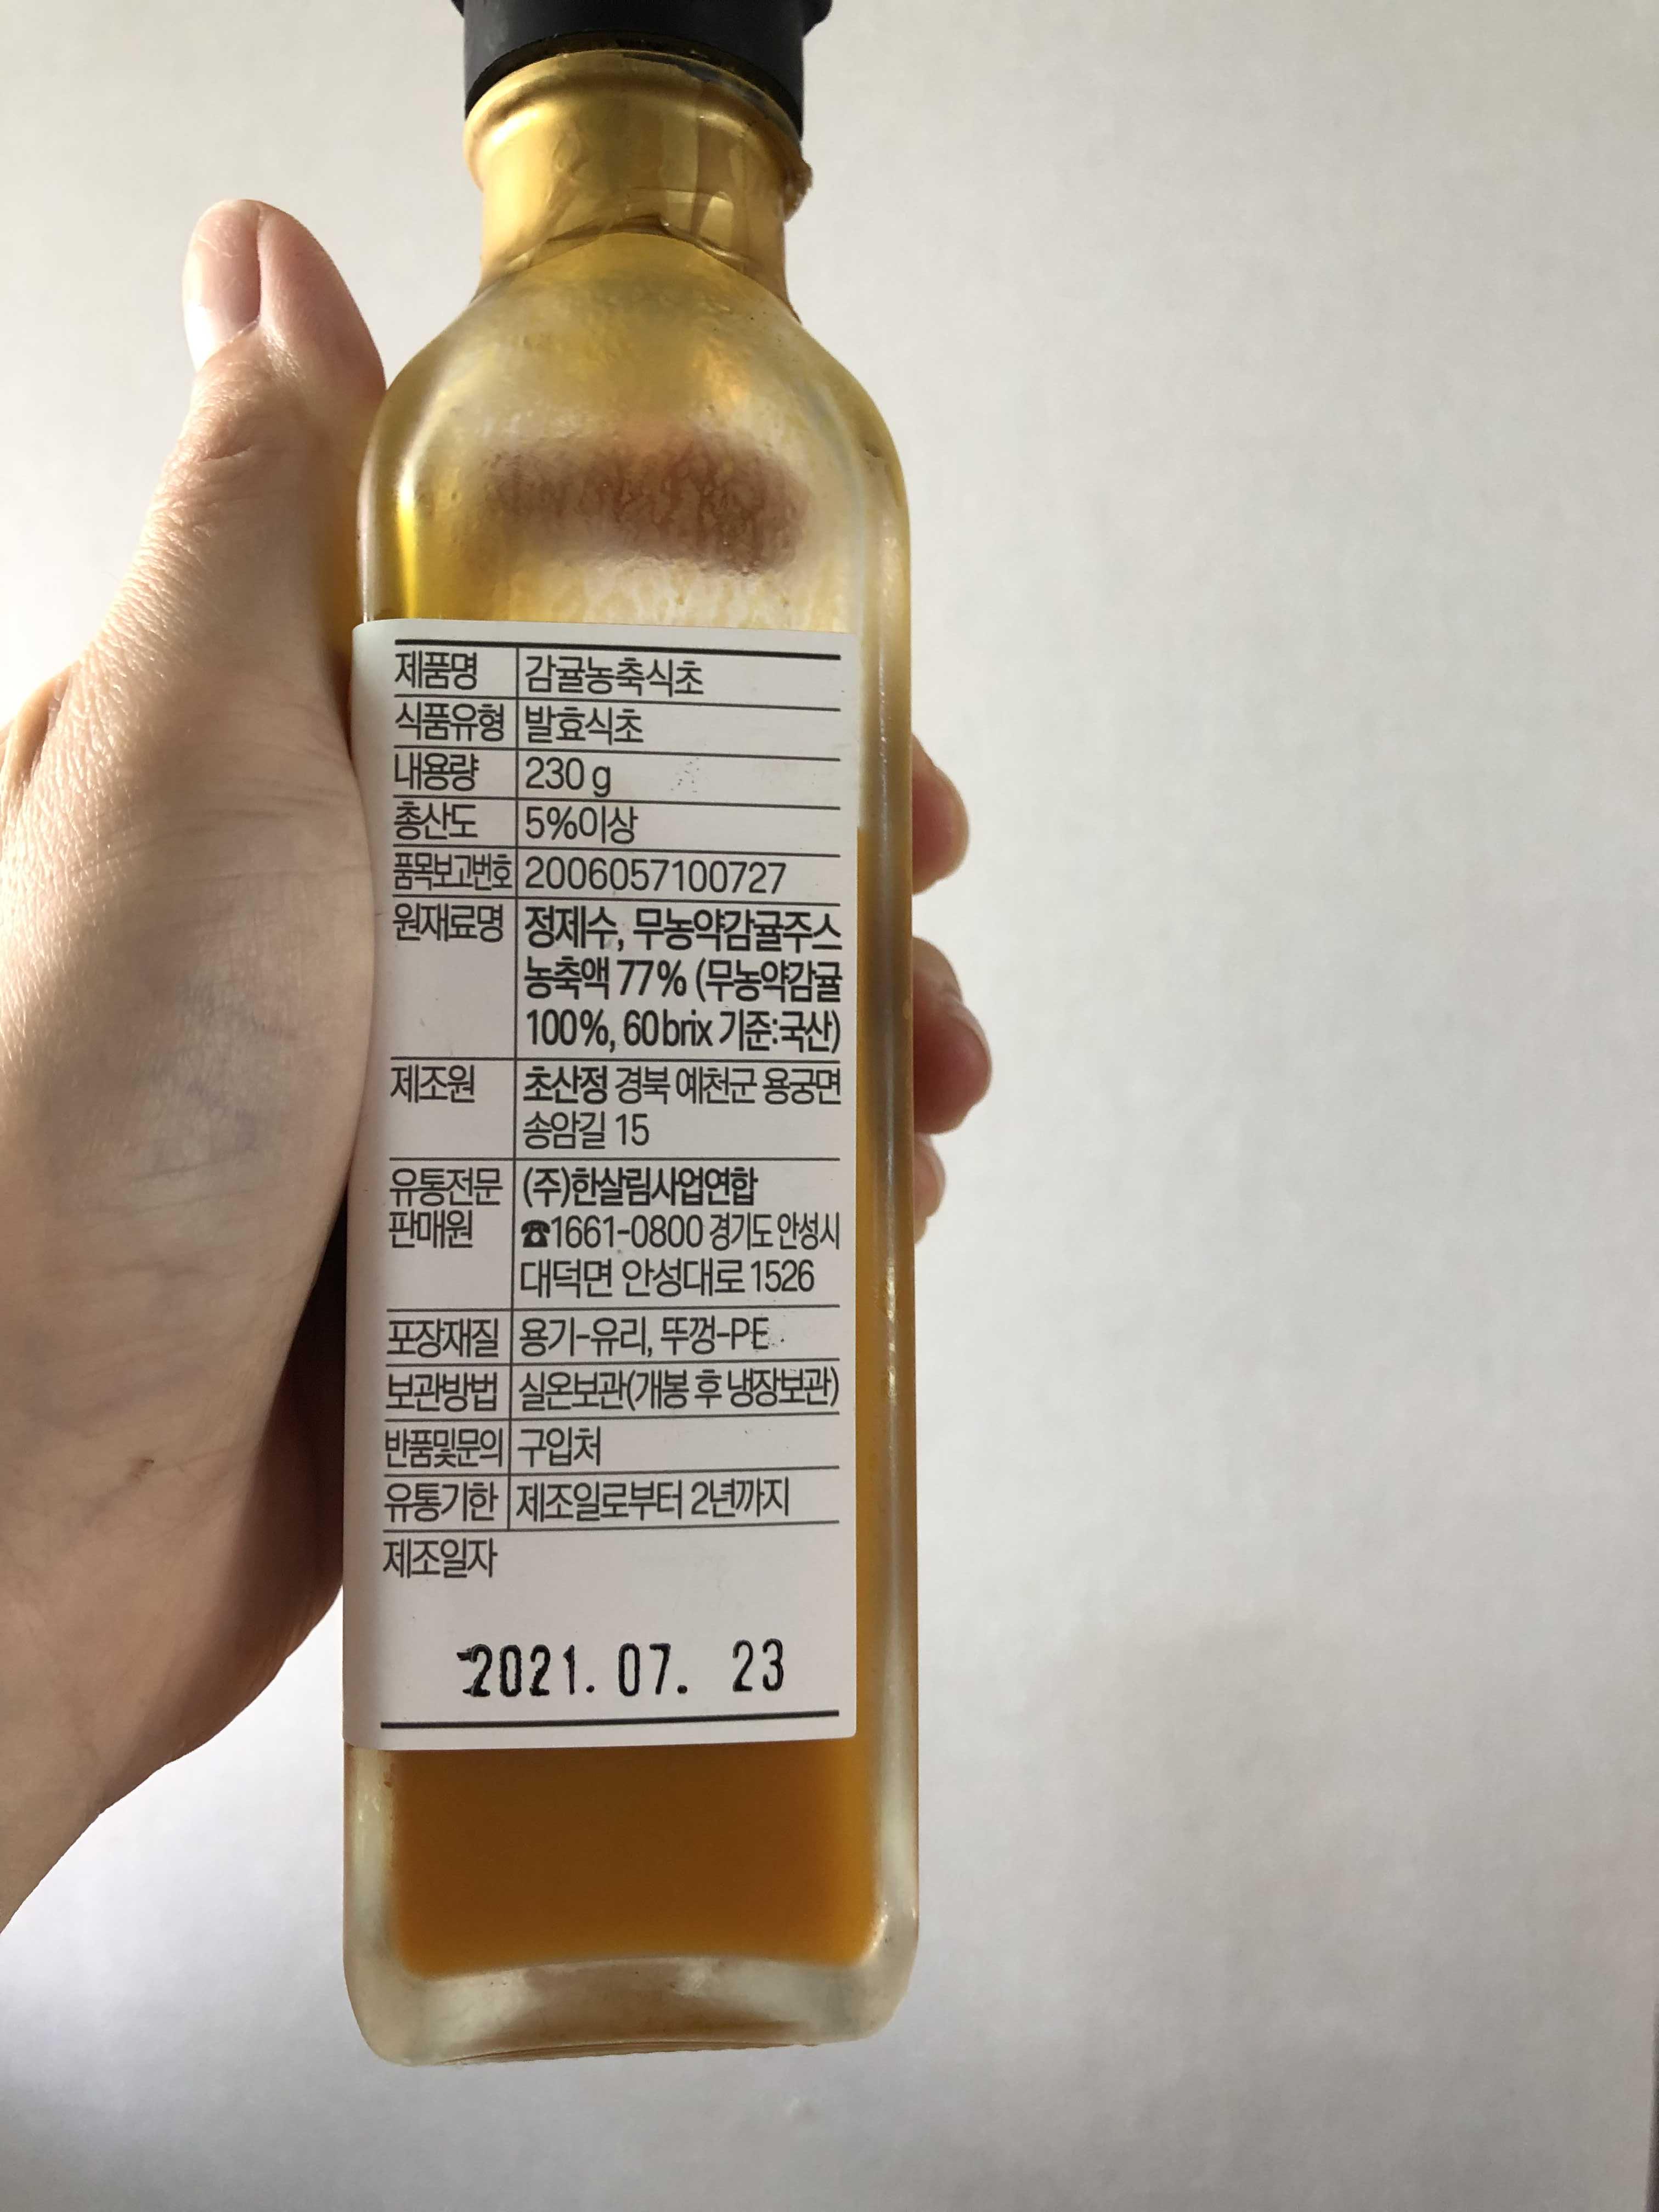 제품명 감귤농축식초
식품유형 발효식초
내용량 230 g
총산도 5%이상
품목보고번호 2006057100727
원재료명 정제수, 무농약감귤주스
농축액 77% (무농약감귤
100%, 60brix 기준:국산)
제조원 초산정 경북 예천군 용궁면
송암길 15
유통전문 (주)한살림사업연합
판매원 ☎1661-0800 경기도 안성시
대덕면 안성대로 1526
포장재질 용기-유리, 뚜껑-PE
보관방법 실온보관(개봉 후 냉장보관)
반품및문의 구입처
유통기한 제조일로부터 2년까지
제조일자
2021. 07. 23